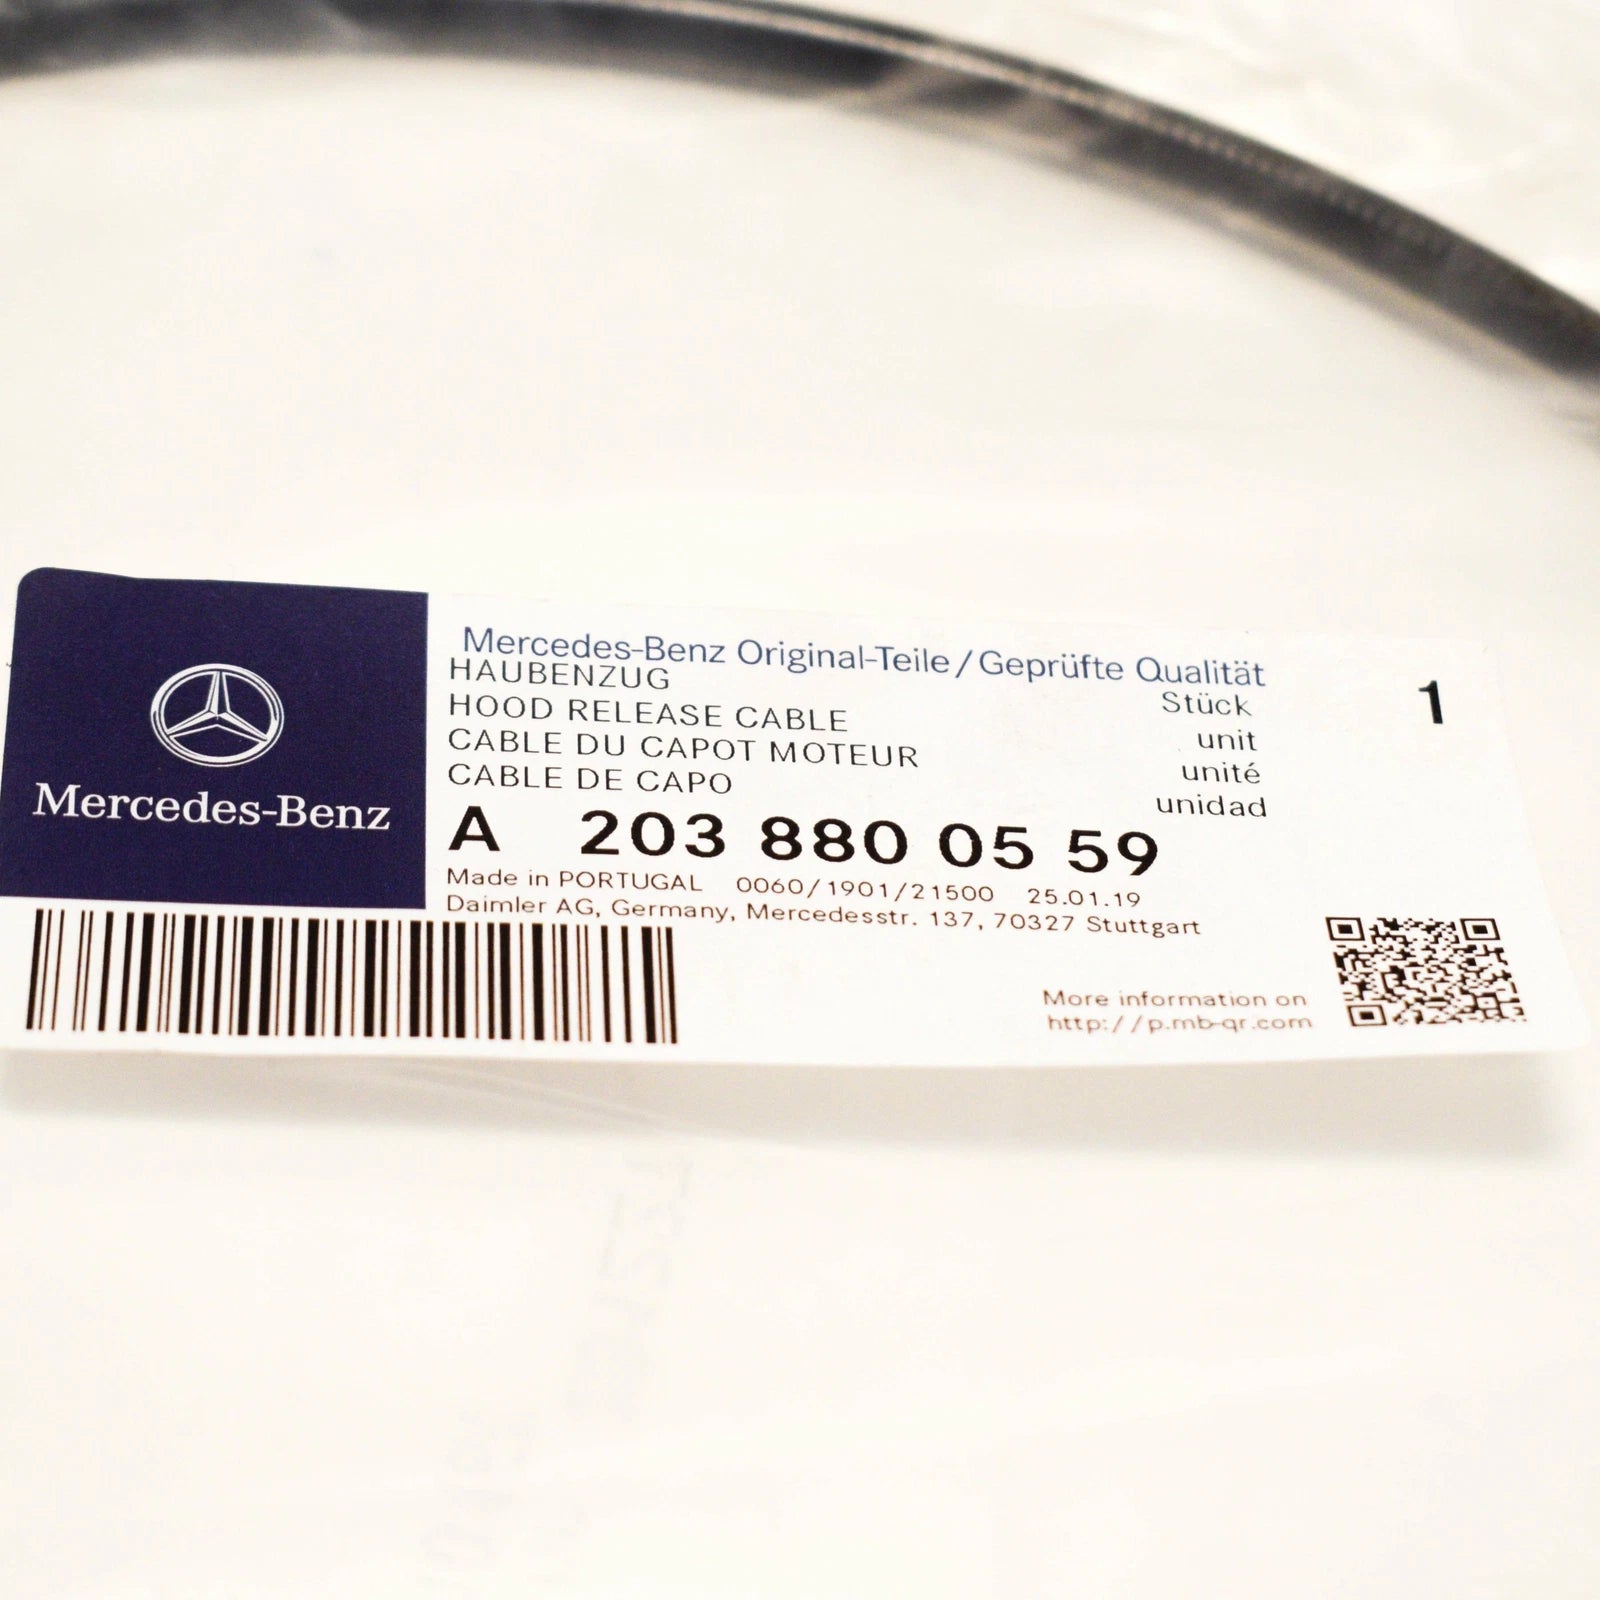 Mercedes-Benz
Mercedes-Benz Original-Teile/Geprüfte Qualität
HAUBENZUG
HOOD RELEASE CABLE
CABLE DU CAPOT MOTEUR
CABLE DE CAPO
Stück
unit
unité
unidad
1
A 203 880 05 59
Made in PORTUGAL 0060/1901/21500 25.01.19
Daimler AG, Germany, Mercedesstr. 137, 70327 Stuttgart
More information on
http://p.mb-qr.com